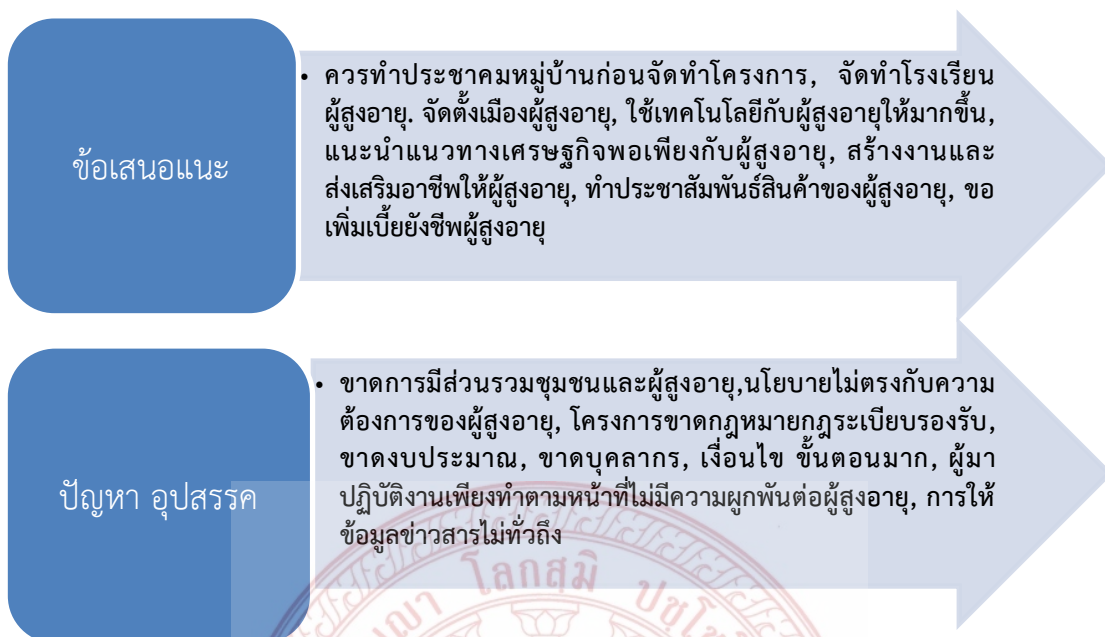 ข้อเสนอแนะ
• ควรทำประชาคมหมู่บ้านก่อนจัดทำโครงการ, จัดทำโรงเรียน
ผู้สูงอายุ. จัดตั้งเมืองผู้สูงอายุ, ใช้เทคโนโลยีกับผู้สูงอายุให้มากขึ้น,
แนะนำแนวทางเศรษฐกิจพอเพียงกับผู้สูงอายุ, สร้างงานและ
ส่งเสริมอาชีพให้ผู้สูงอายุ, ทำประชาสัมพันธ์สินค้าของผู้สูงอายุ, ขอ
เพิ่มเบี้ยยังชีพผู้สูงอายุ
ปัญหา อุปสรรค
• ขาดการมีส่วนรวมชุมชนและผู้สูงอายุ,นโยบายไม่ตรงกับความ
ต้องการของผู้สูงอายุ, โครงการขาดกฎหมายกฎระเบียบรองรับ,
ขาดงบประมาณ, ขาดบุคลากร, เงื่อนไข ขั้นตอนมาก, ผู้มา
ปฏิบัติงานเพียงทำตามหน้าที่ไม่มีความผูกพันต่อผู้สูงอายุ, การให้
ข้อมูลข่าวสารไม่ทั่วถึง
โลกสฺมิ